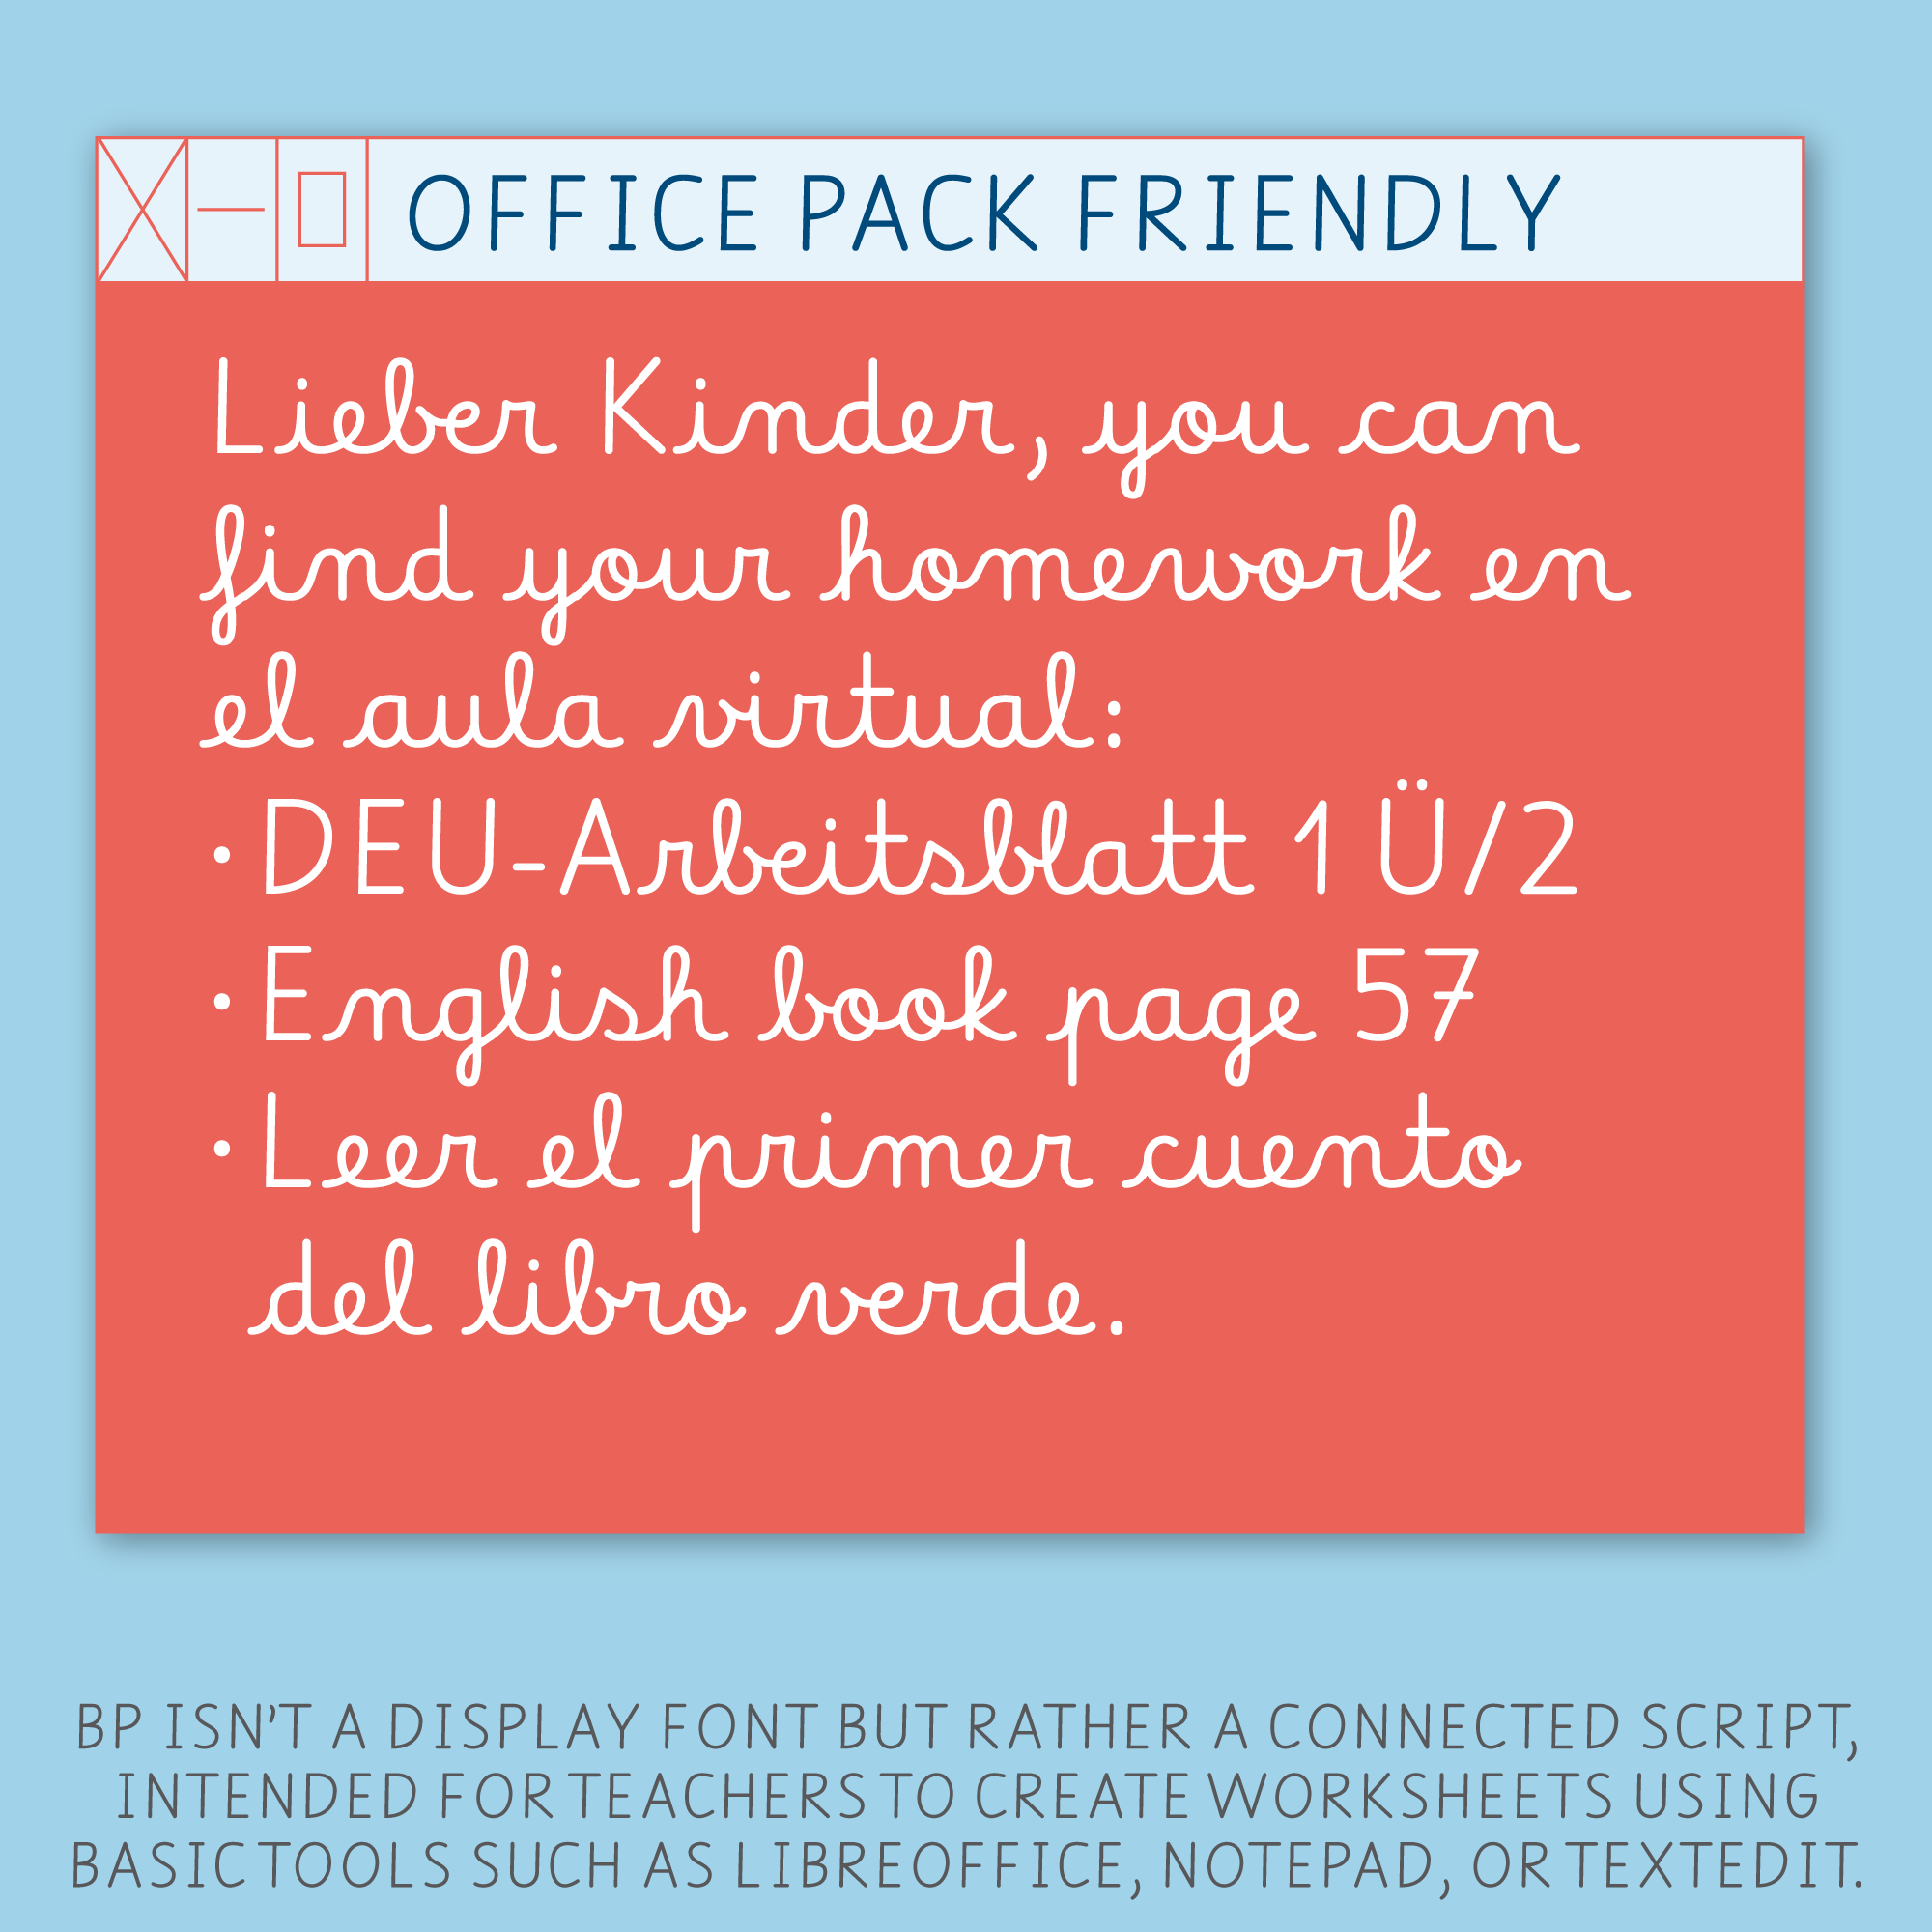 OFFICE PACK FRIENDLY
Lieber Kinder, you can
find your homework en
el aula virtual:
· DEU-Arbeitsblatt 1 Ü/2
· English book page 57
· Leer el primer cuento
del libro verde.
BP ISN'T A DISPLAY FONT BUT RATHER A CONNECTED SCRIPT,
INTENDED FOR TEACHERS TO CREATE WORKSHEETS USING
BASIC TOOLS SUCH AS LIBREOFFICE, NOTEPAD, OR TEXTEDIT.